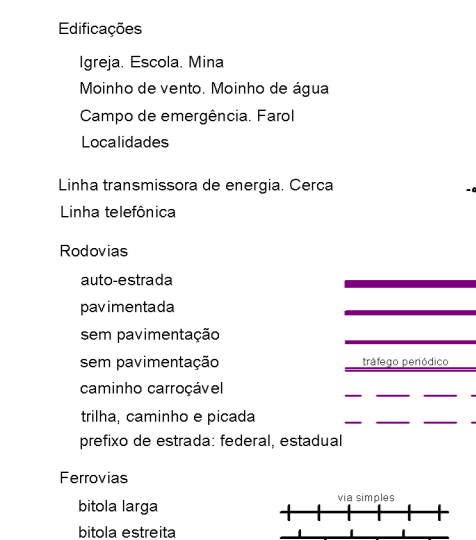 Edificações
Igreja. Escola. Mina
Moinho de vento. Moinho de água
Campo de emergência. Farol
Localidades
Linha transmissora de energia. Cerca
Linha telefônica
Rodovias
auto-estrada
pavimentada
sem pavimentação
sem pavimentação tráfego periódico
caminho carroçável
trilha, caminho e picada
prefixo de estrada: federal, estadual
Ferrovias
bitola larga via simples
bitola estreita